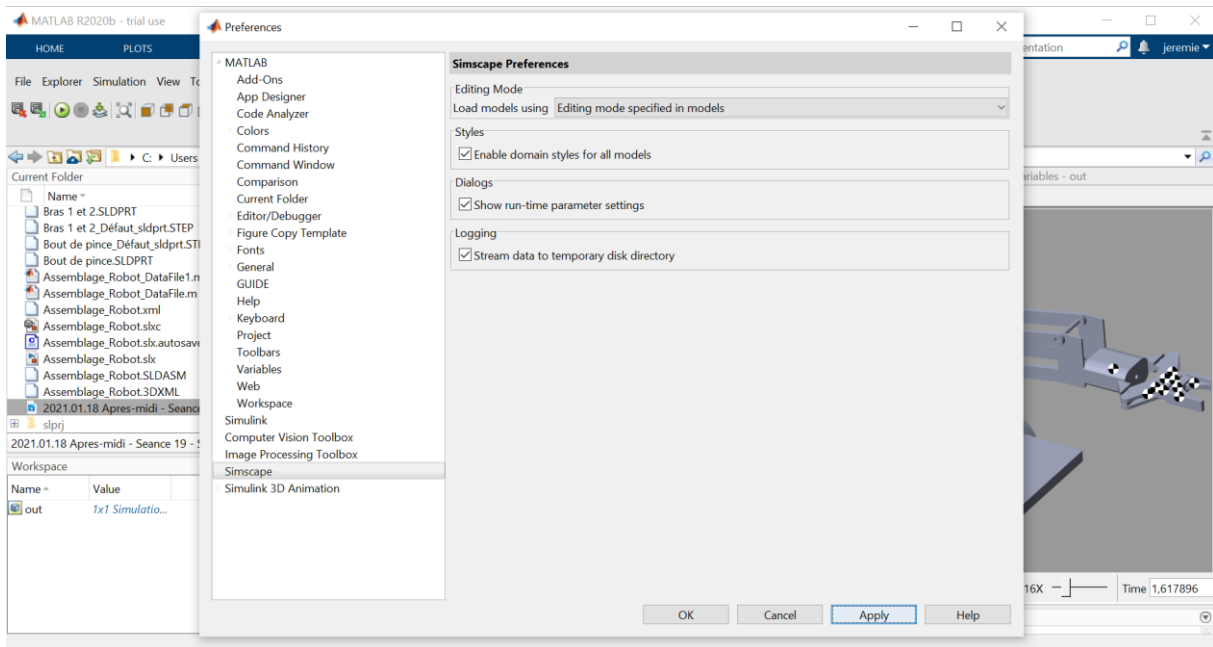 MATLAB R2020b - trial use
HOME PLOTS
entation
jeremie
File Explorer Simulation View
C: Users
Current Folder
Name
Bras 1 et 2.SLDPRT
Bras 1 et 2_Défaut_sldprt.STEP
Bout de pince_Défaut_sldprt.STE
Bout de pince.SLDPRT
Assemblage_Robot_DataFile1.m
Assemblage_Robot_DataFile.m
Assemblage_Robot.xml
Assemblage_Robot.slxc
Assemblage_Robot.slx.autosave
Assemblage_Robot.slx
Assemblage_Robot.SLDASM
Assemblage_Robot.3DXML
2021.01.18 Apres-midi - Seance
slprj
2021.01.18 Apres-midi - Seance 19 -
Workspace
Name Value
out 1x1 Simulatio...
Preferences
MATLAB
Add-Ons
App Designer
Code Analyzer
Colors
Command History
Command Window
Comparison
Current Folder
Editor/Debugger
Figure Copy Template
Fonts
General
GUIDE
Help
Keyboard
Project
Toolbars
Variables
Web
Workspace
Simulink
Computer Vision Toolbox
Image Processing Toolbox
Simscape
Simulink 3D Animation
Simscape Preferences
Editing Mode
Load models using Editing mode specified in models
Styles
Enable domain styles for all models
Dialogs
Show run-time parameter settings
Logging
Stream data to temporary disk directory
OK Cancel Apply Help
ariables - out
16X Time 1,617896